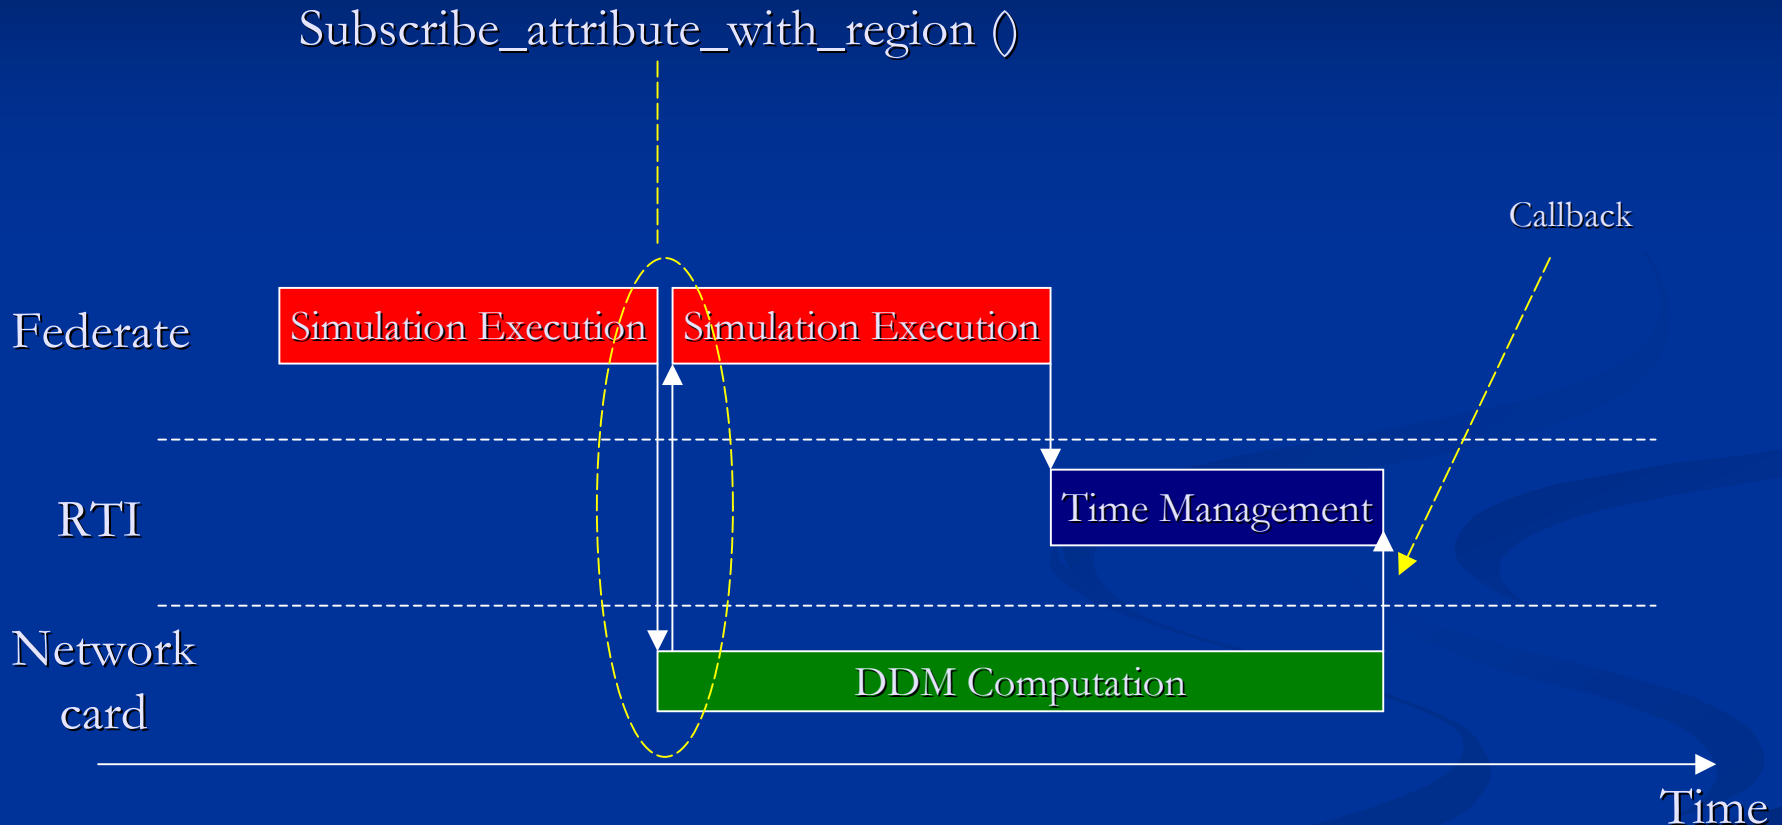 Subscribe_attribute_with_region ()
Callback
Federate
Simulation Execution
Simulation Execution
RTI
Time Management
Network
card
DDM Computation
Time